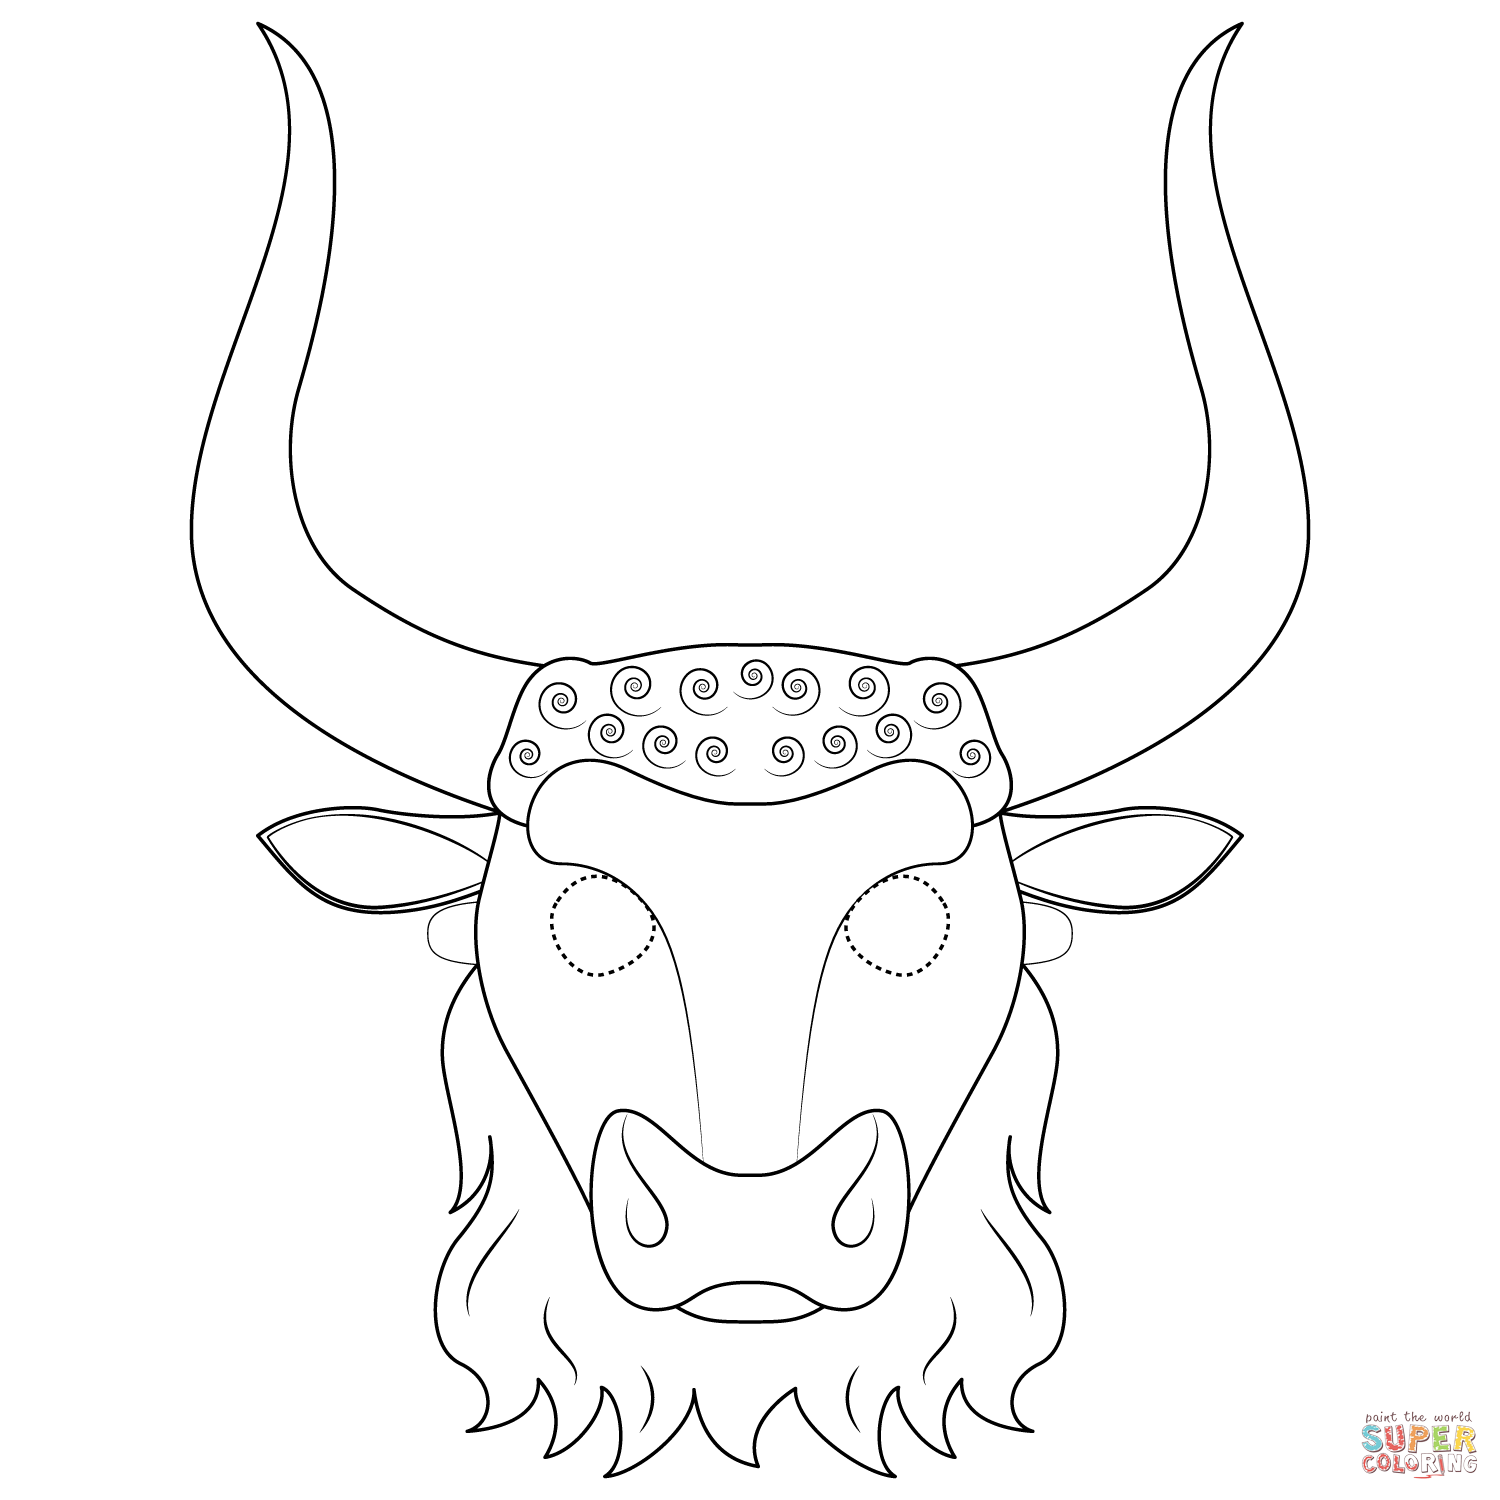 paint the world
SUPER
COLORING